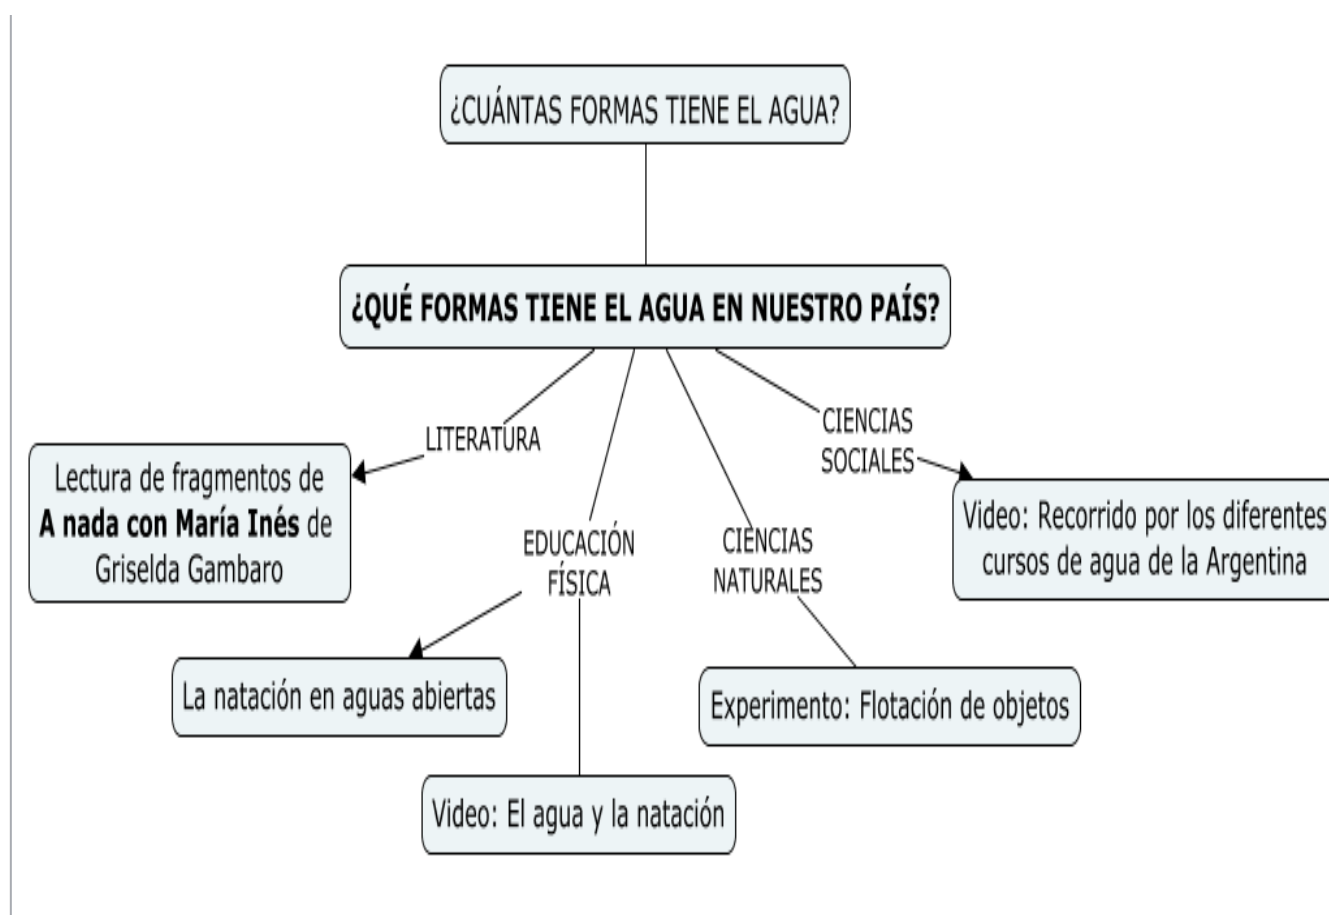 ¿CUÁNTAS FORMAS TIENE EL AGUA?
¿QUÉ FORMAS TIENE EL AGUA EN NUESTRO PAÍS?
LITERATURA
Lectura de fragmentos de
A nada con María Inés de
Griselda Gambaro
EDUCACIÓN
FÍSICA
La natación en aguas abiertas
Video: El agua y la natación
CIENCIAS
NATURALES
Experimento: Flotación de objetos
CIENCIAS
SOCIALES
Video: Recorrido por los diferentes
cursos de agua de la Argentina